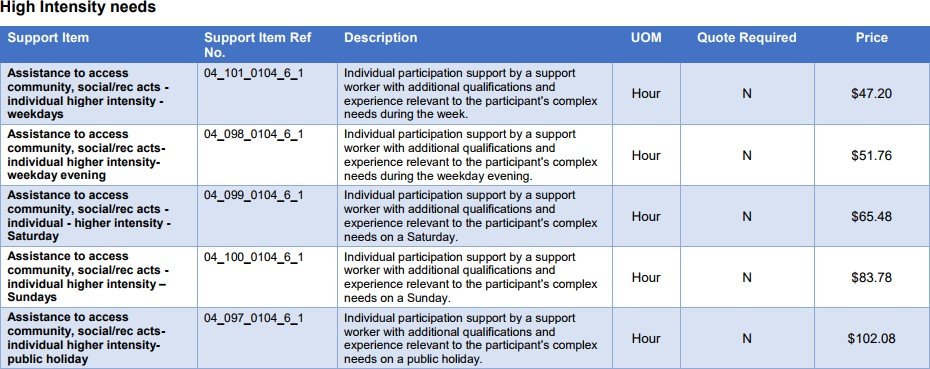 High Intensity needs
Support Item
Support Item Ref
No.
Description
UOM
Quote Required
Price
Assistance to access
community, social/rec acts -
individual higher intensity -
weekdays
04_101_0104_6_1
Individual participation support by a support
worker with additional qualifications and
experience relevant to the participant's complex
needs during the week.
Hour
N
$47.20
Assistance to access
community, social/rec acts-
individual higher intensity-
weekday evening
04_098_0104_6_1
Individual participation support by a support
worker with additional qualifications and
experience relevant to the participant's complex
needs during the weekday evening.
Hour
N
$51.76
Assistance to access
community, social/rec acts -
individual - higher intensity -
Saturday
04_099_0104_6_1
Individual participation support by a support
worker with additional qualifications and
experience relevant to the participant's complex
needs on a Saturday.
Hour
N
$65.48
Assistance to access
community, social/rec acts -
individual higher intensity –
Sundays
04_100_0104_6_1
Individual participation support by a support
worker with additional qualifications and
experience relevant to the participant's complex
needs on a Sunday.
Hour
N
$83.78
Assistance to access
community, social/rec acts-
individual higher intensity-
public holiday
04_097_0104_6_1
Individual participation support by a support
worker with additional qualifications and
experience relevant to the participant's complex
needs on a public holiday.
Hour
N
$102.08